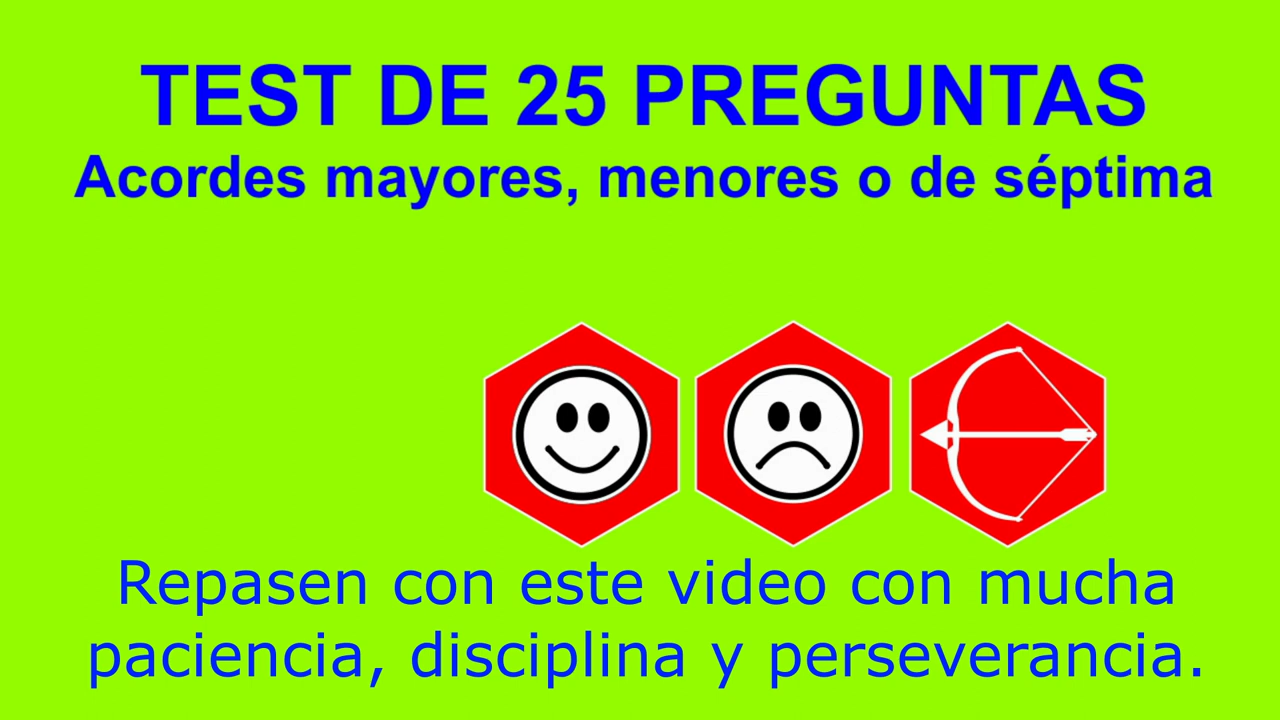 TEST DE 25 PREGUNTAS
Acordes mayores, menores o de séptima
Repasen con este video con mucha
paciencia, disciplina y perseverancia.